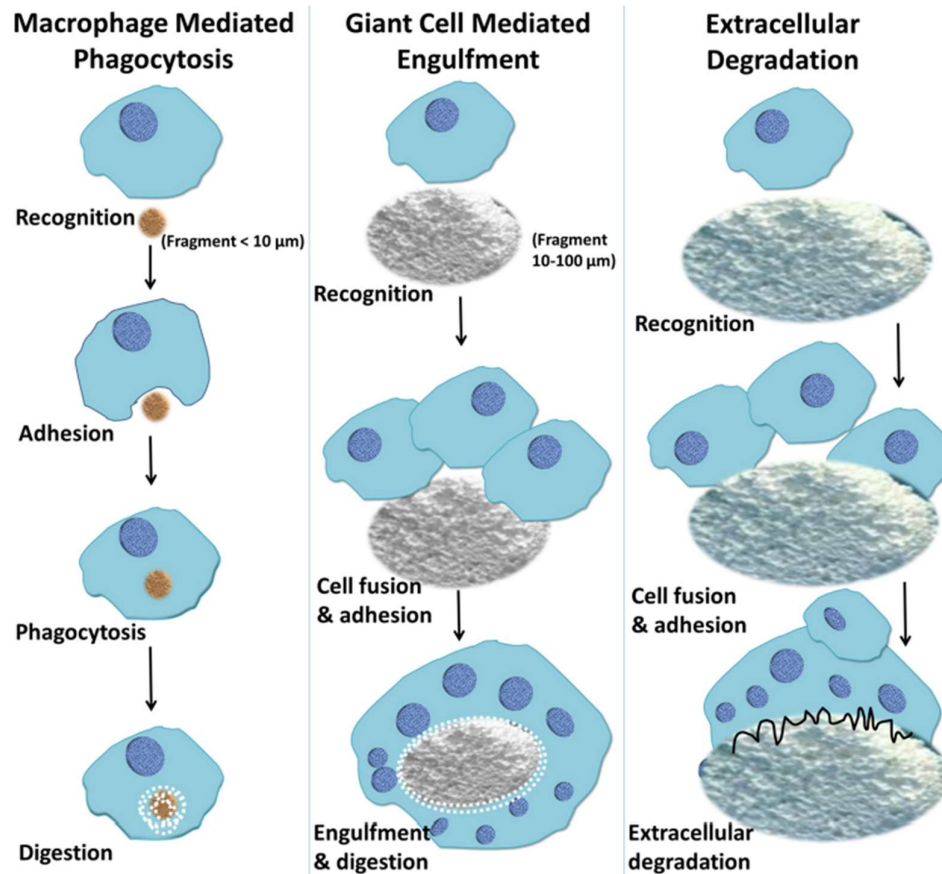 Macrophage Mediated
Phagocytosis
Recognition
(Fragment < 10 µm)
Adhesion
Phagocytosis
Digestion
Giant Cell Mediated
Engulfment
(Fragment
10-100 µm)
Recognition
Cell fusion
& adhesion
Engulfment
& digestion
Extracellular
Degradation
Recognition
Cell fusion
& adhesion
Extracellular
degradation